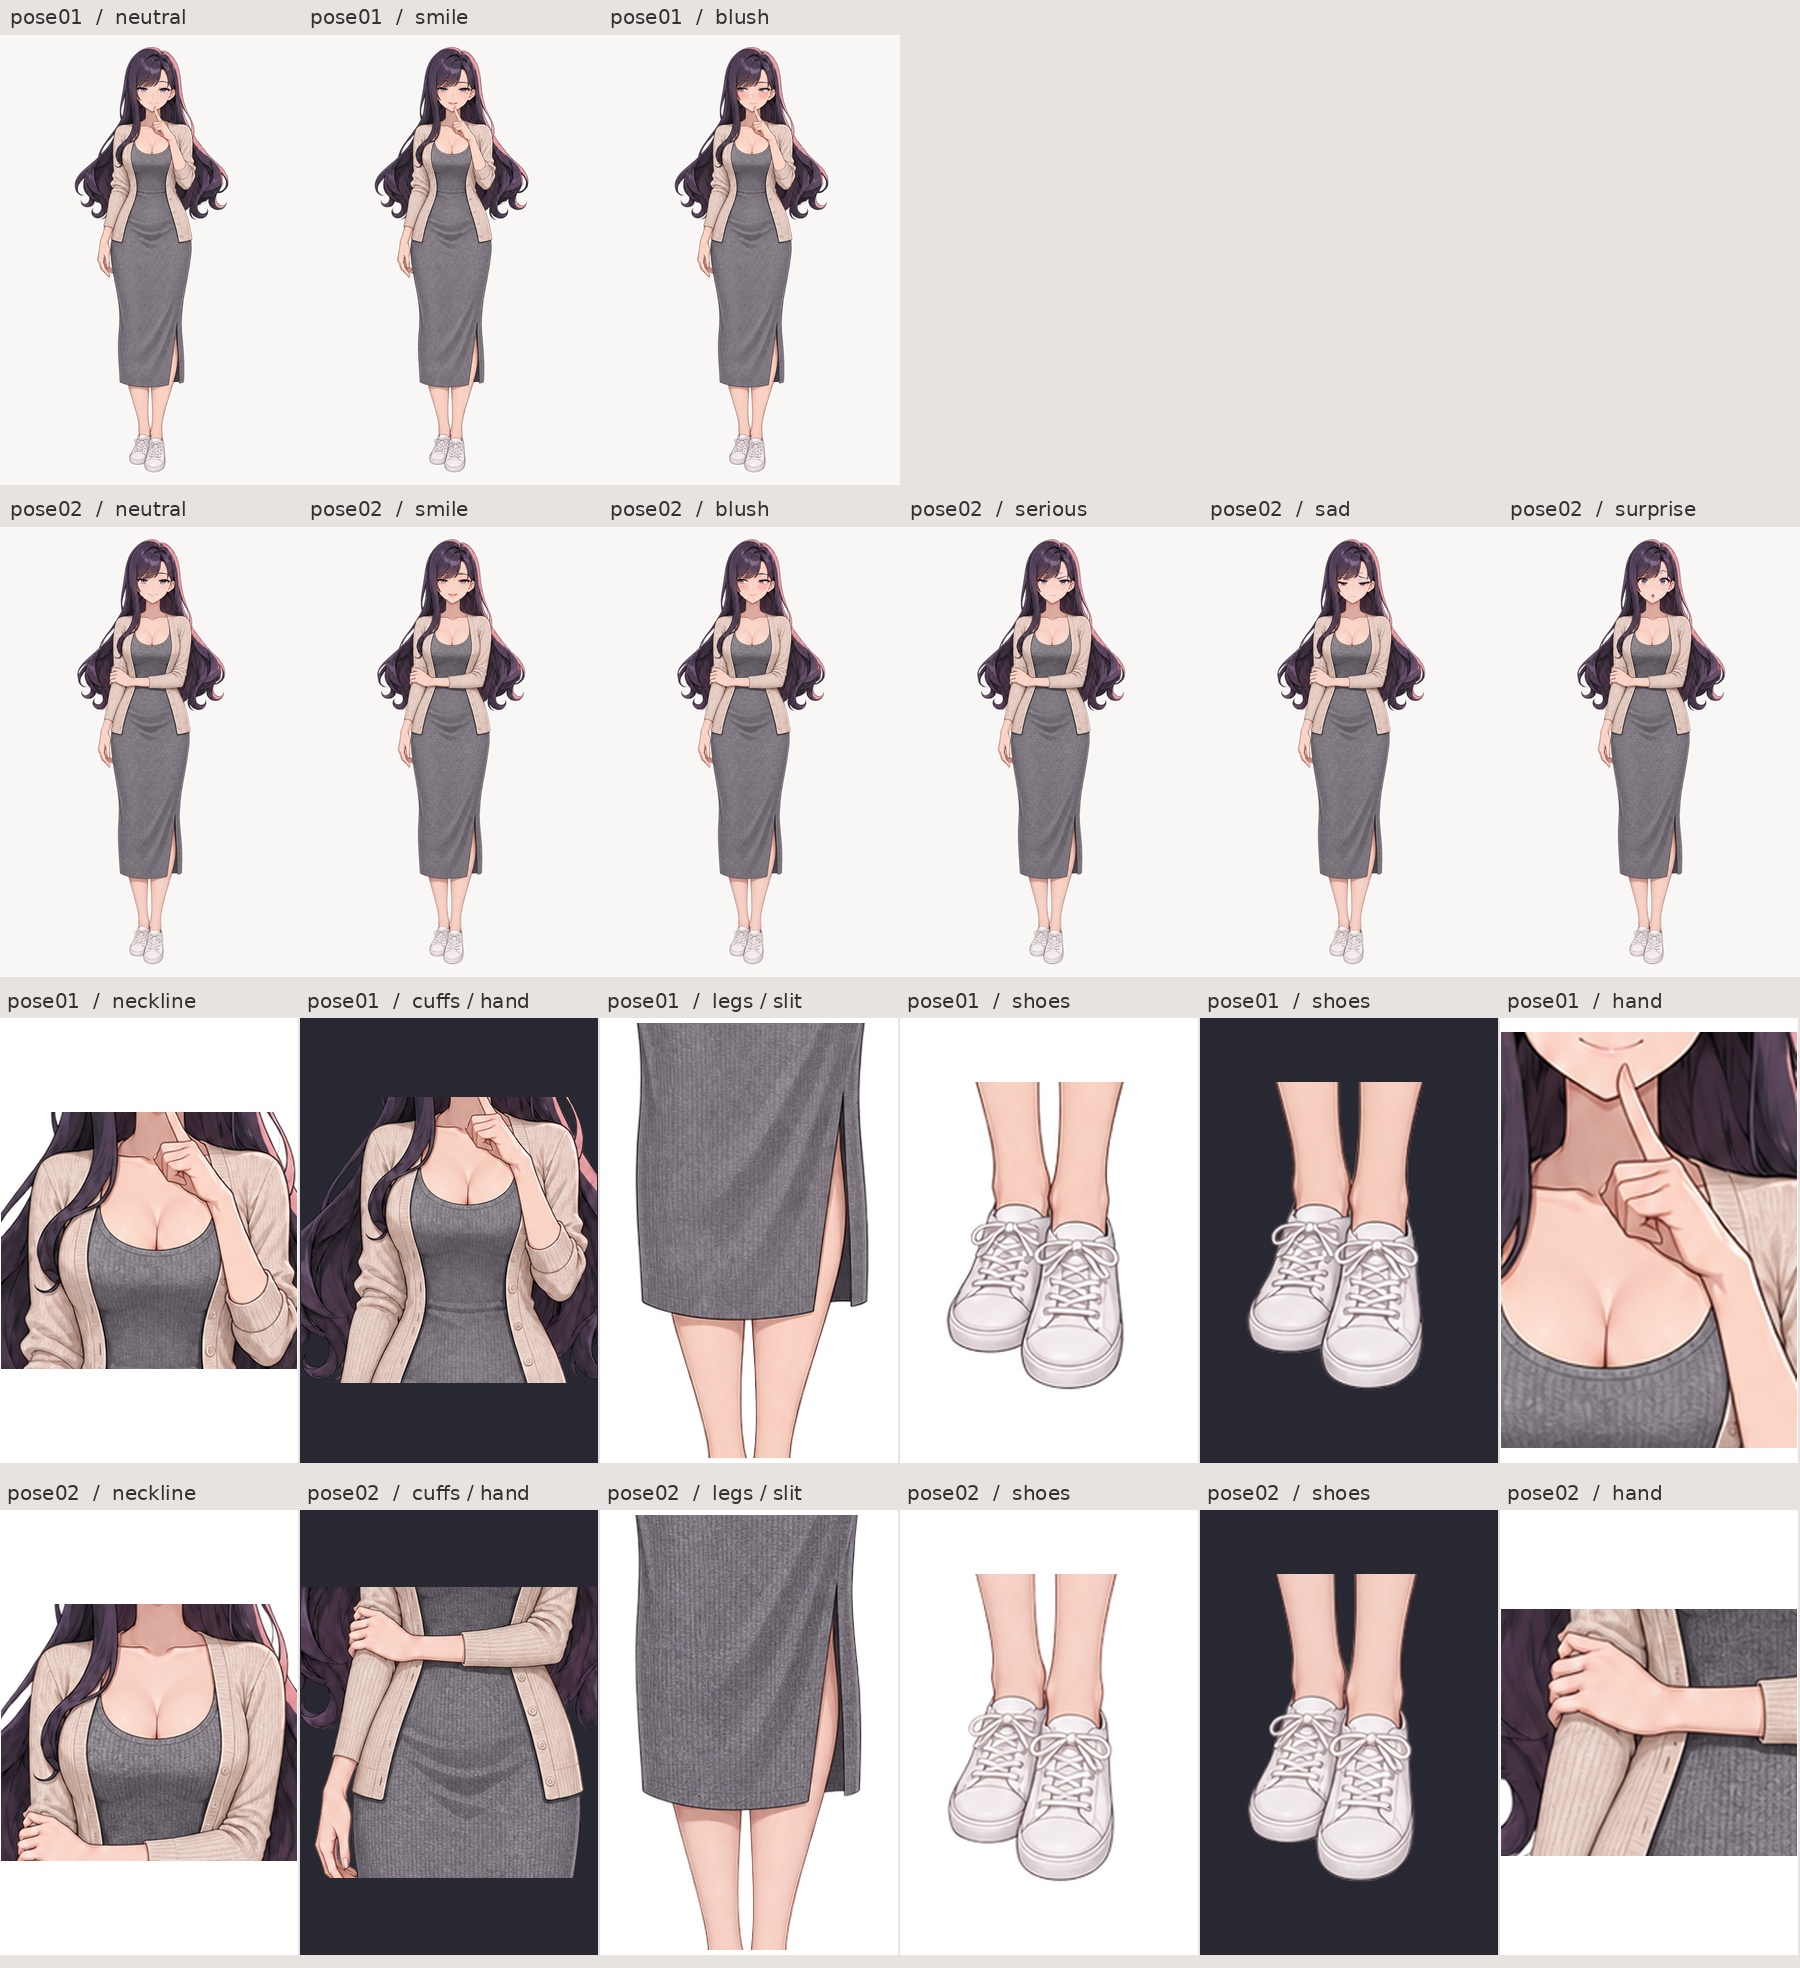 pose01 / neutral
pose01 / smile
pose01 / blush
pose02 / neutral
pose02 / smile
pose02 / blush
pose02 / serious
pose02 / sad
pose02 / surprise
pose01 / neckline
pose01 / cuffs / hand
pose01 / legs / slit
pose01 / shoes
pose01 / shoes
pose01 / hand
pose02 / neckline
pose02 / cuffs / hand
pose02 / legs / slit
pose02 / shoes
pose02 / shoes
pose02 / hand